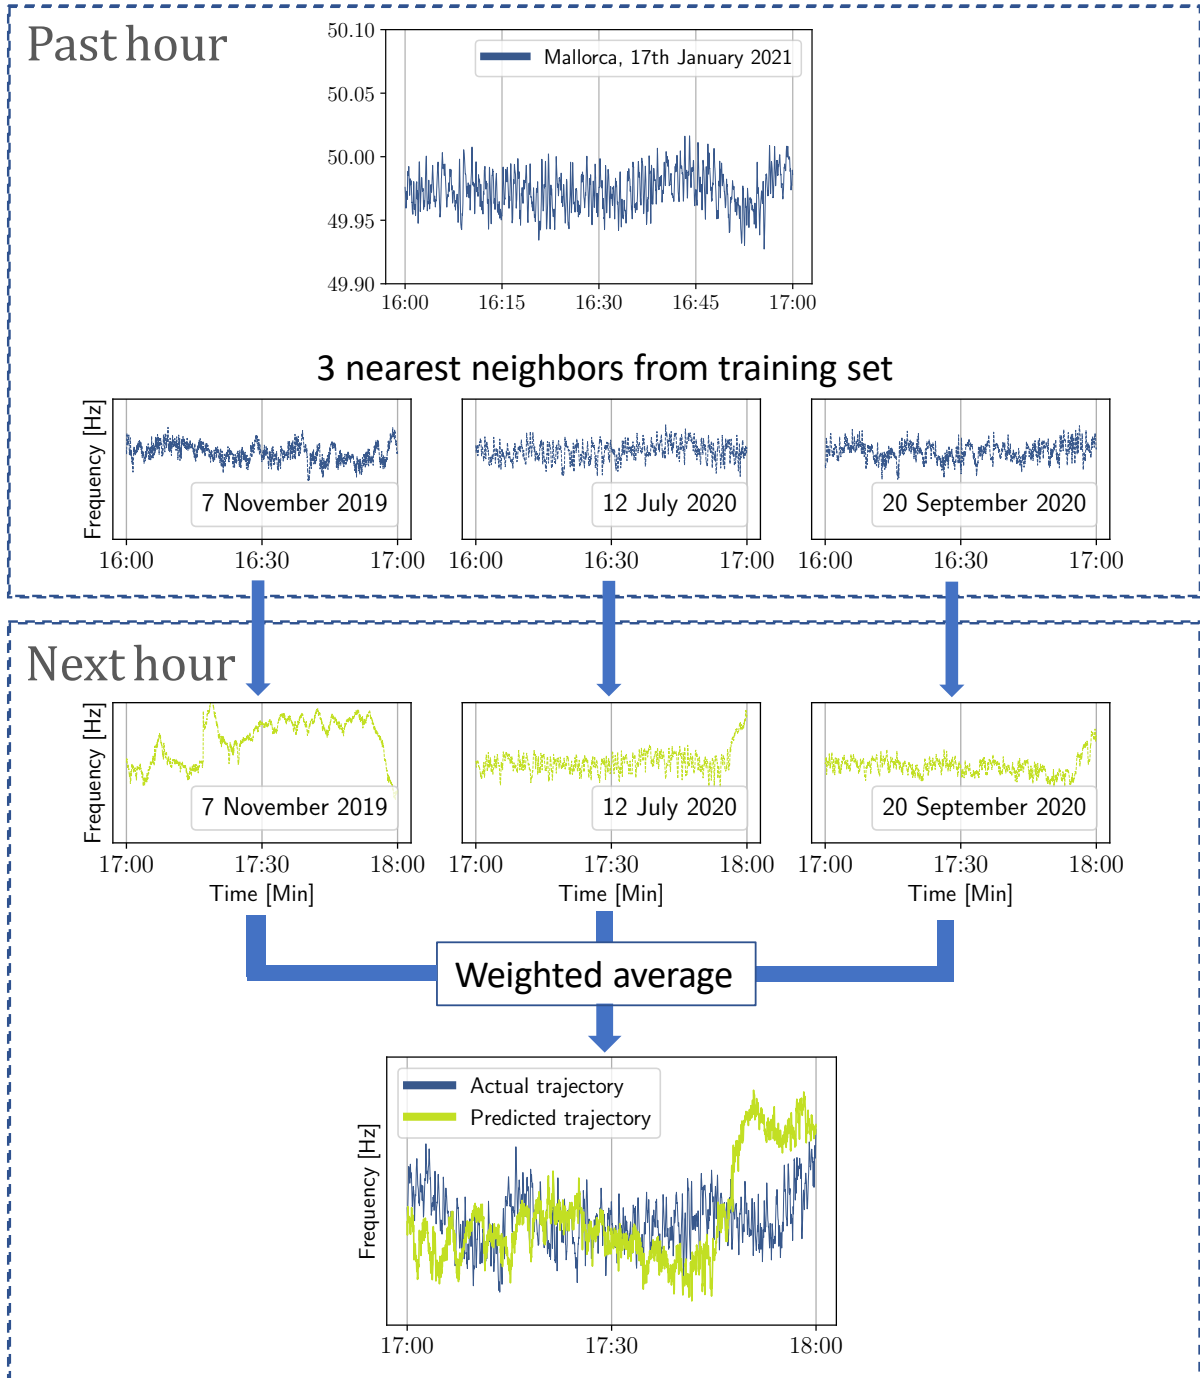 Past hour
50.10
50.05
50.00
49.95
49.90
Mallorca, 17th January 2021
16:00 16:15 16:30 16:45 17:00
3 nearest neighbors from training set
Frequency [Hz]
7 November 2019
12 July 2020
20 September 2020
16:00 16:30 17:00 16:00 16:30 17:00 16:00 16:30 17:00
Next hour
Frequency [Hz]
7 November 2019
12 July 2020
20 September 2020
17:00 17:30 18:00 17:00 17:30 18:00 17:00 17:30 18:00
Time [Min] Time [Min] Time [Min]
Weighted average
Actual trajectory
Predicted trajectory
Frequency [Hz]
17:00 17:30 18:00